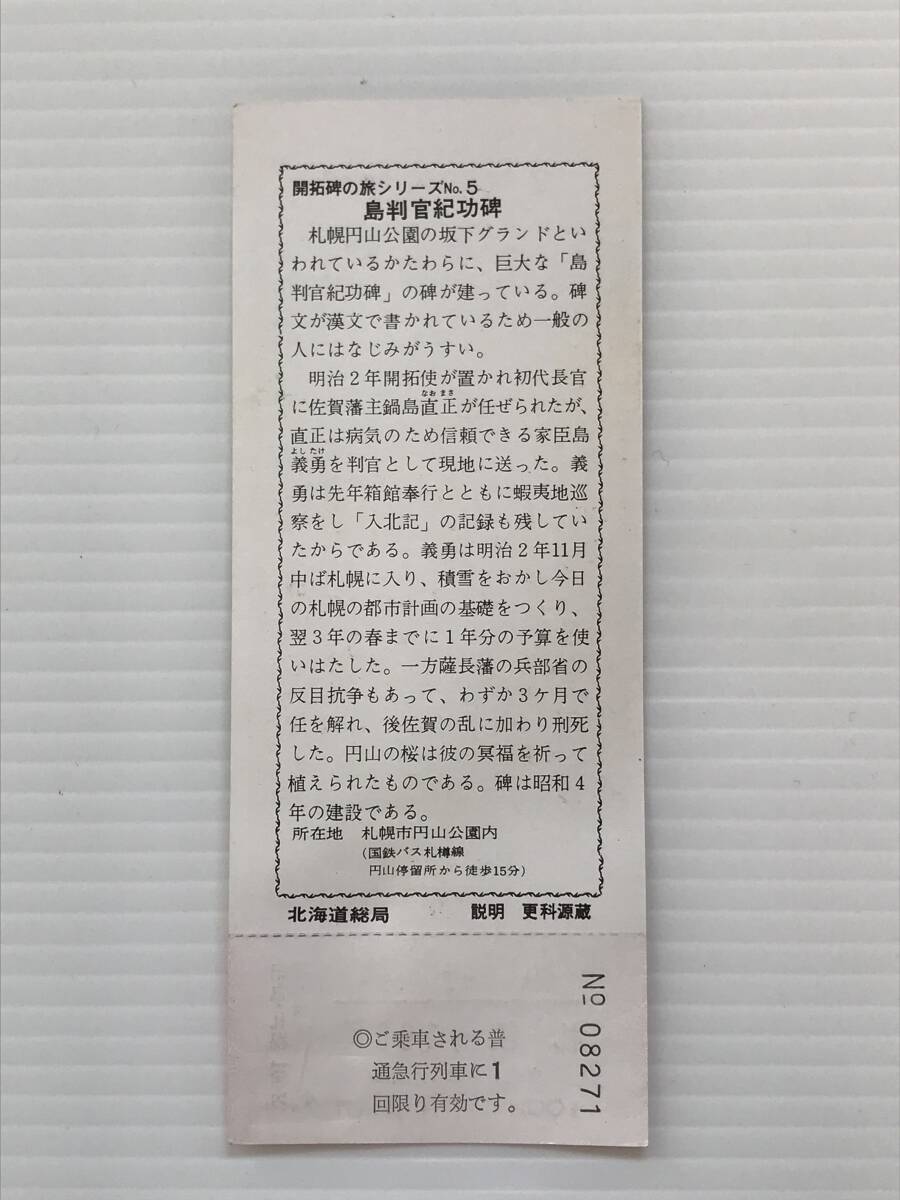 開拓碑の旅シリーズNo.5
島判官紀功碑
札幌円山公園の坂下グランドとい
われているかたわらに、巨大な「島
判官紀功碑」の碑が建っている。碑
文が漢文で書かれているため一般の
人にはなじみがうすい。
明治2年開拓使が置かれ初代長官
なおまさ
に佐賀藩主鍋島直正が任ぜられたが、
直正は病気のため信頼できる家臣島
よしたけ
義勇を判官として現地に送った。義
勇は先年箱館奉行とともに蝦夷地巡
察をし「入北記」の記録も残してい
たからである。義勇は明治2年11月
中ば札幌に入り、積雪をおかし今日
の札幌の都市計画の基礎をつくり、
翌3年の春までに1年分の予算を使
いはたした。一方薩長藩の兵部省の
反目抗争もあって、わずか3ケ月で
任を解れ、後佐賀の乱に加わり刑死
した。円山の桜は彼の冥福を祈って
植えられたものである。碑は昭和4
年の建設である。
所在地 札幌市円山公園内
(国鉄バス札樽線
円山停留所から徒歩15分)
北海道総局 説明 更科源蔵
◎ご乗車される普
通急行列車に1
回限り有効です。
No 08271